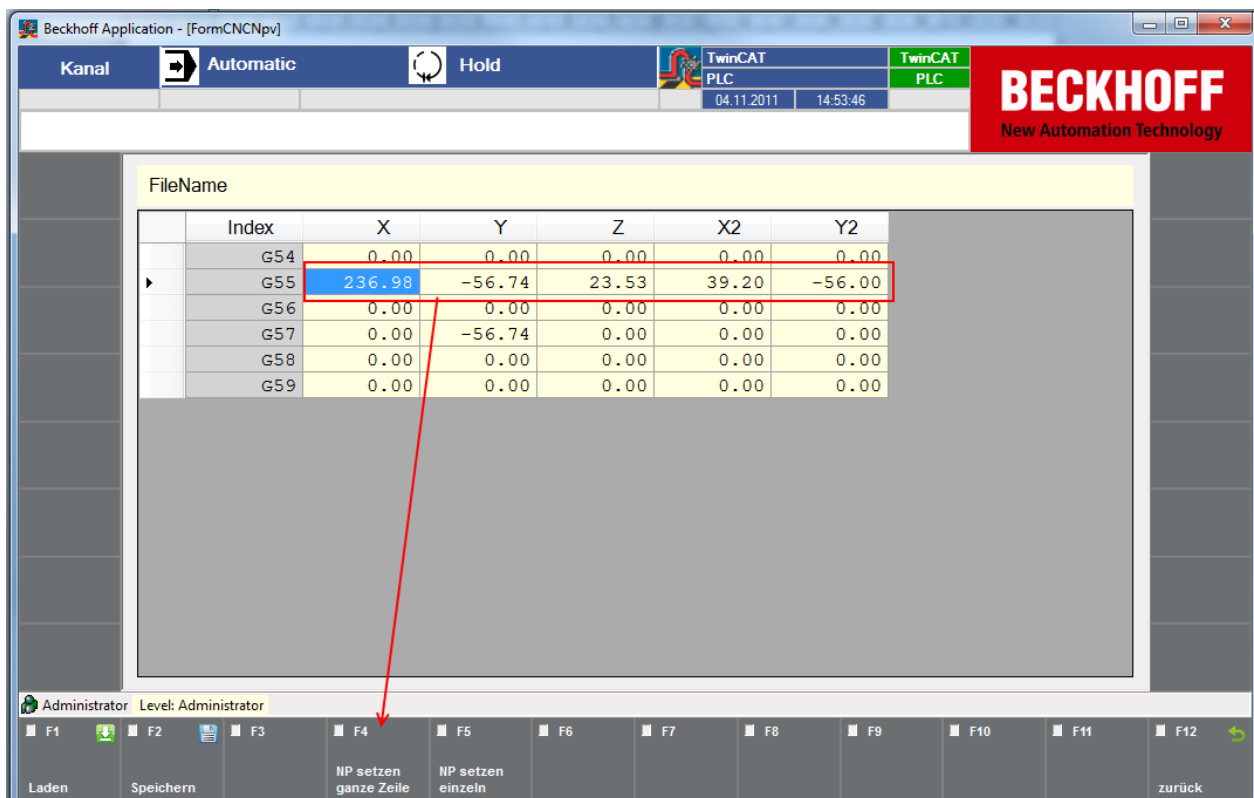 Beckhoff Application - [FormCNCNpv]
Kanal Automatic Hold TwinCAT TwinCAT
PLC PLC
04.11.2011 14:53:46
BECKHOFF
New Automation Technology
FileName
Index X Y Z X2 Y2
G54 0.00 0.00 0.00 0.00 0.00
G55 236.98 -56.74 23.53 39.20 -56.00
G56 0.00 0.00 0.00 0.00 0.00
G57 0.00 -56.74 0.00 0.00 0.00
G58 0.00 0.00 0.00 0.00 0.00
G59 0.00 0.00 0.00 0.00 0.00
Administrator Level: Administrator
F1 F2 F3 F4 F5 F6 F7 F8 F9 F10 F11 F12
NP setzen NP setzen
Laden Speichern ganze Zeile einzeln zurück